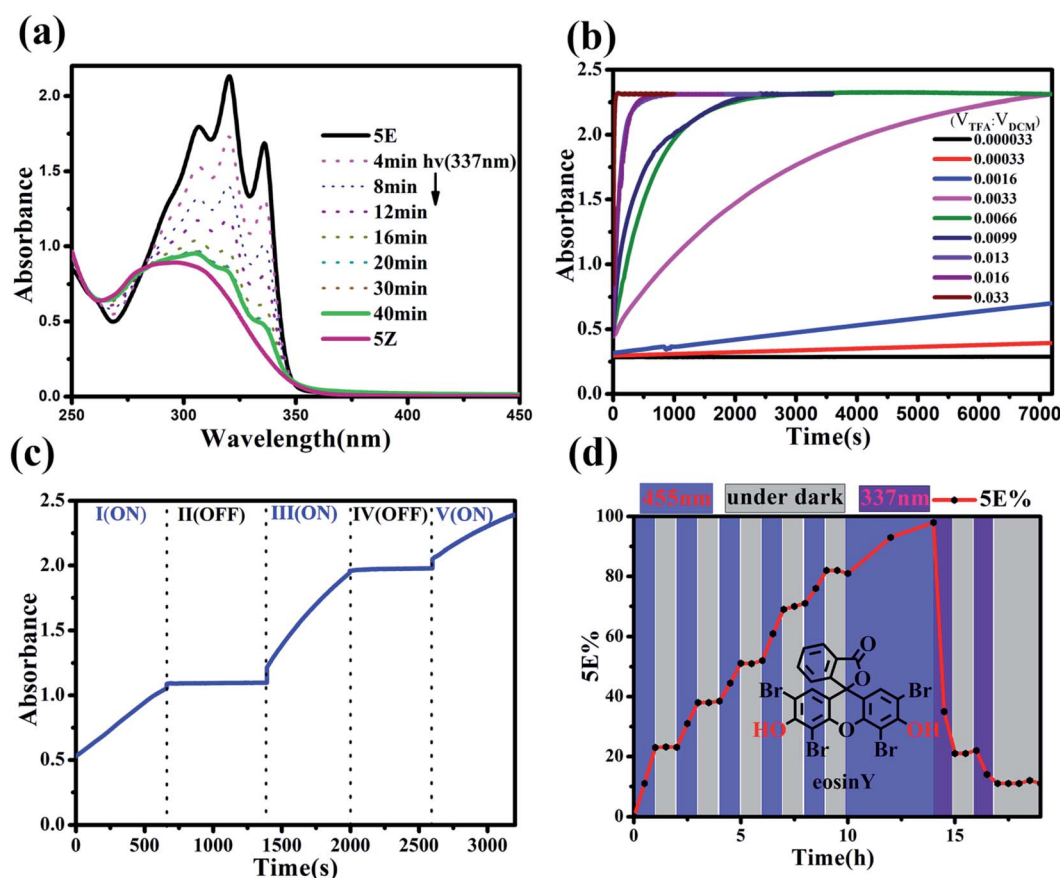 (a)
2.0
1.5
1.0
0.5
0.0
250
300
350
400
450
Absorbance
Wavelength(nm)
5E
4min hv(337nm)
8min
12min
16min
20min
30min
40min
5Z
(b)
2.5
2.0
1.5
1.0
0.5
0.0
0
1000
2000
3000
4000
5000
6000
7000
Absorbance
Time(s)
(VTFA:VDCM)
0.000033
0.00033
0.0016
0.0033
0.0066
0.0099
0.013
0.016
0.033
(c)
2.5
2.0
1.5
1.0
0.5
0.0
0
500
1000
1500
2000
2500
3000
Absorbance
Time(s)
I(ON)
II(OFF)
III(ON)
IV(OFF)
V(ON)
(d)
455nm
under dark
337nm
5E%
100
80
60
40
20
0
0
5
10
15
5E%
Time(h)
O
O
Br
Br
HO
O
OH
Br
Br
eosinY